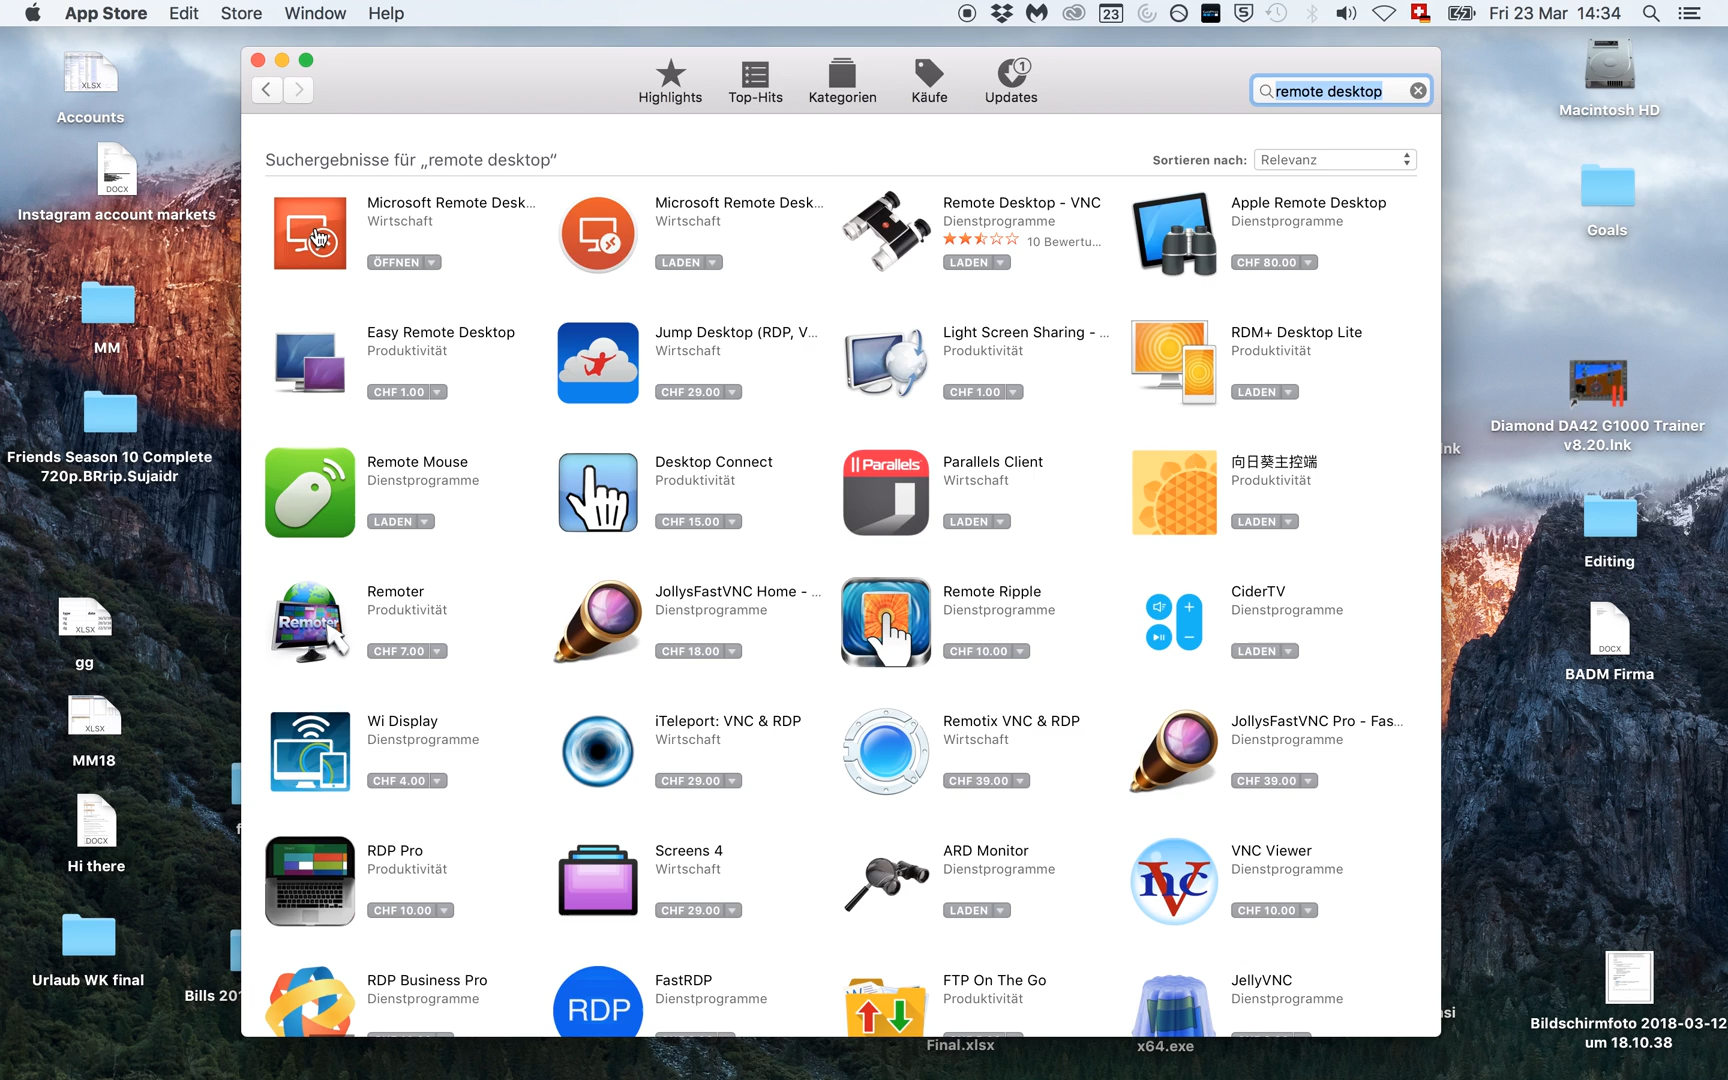 App Store Edit Store Window Help
23
Fri 23 Mar 14:34
Highlights
Top-Hits
Kategorien
Käufe
1
Updates
remote desktop
Suchergebnisse für „remote desktop“
Sortieren nach:
Relevanz
Microsoft Remote Desk...
Wirtschaft
ÖFFNEN
Microsoft Remote Desk...
Wirtschaft
LADEN
Remote Desktop - VNC
Dienstprogramme
10 Bewertu...
LADEN
Apple Remote Desktop
Dienstprogramme
CHF 80.00
Easy Remote Desktop
Produktivität
CHF 1.00
Jump Desktop (RDP, V...
Wirtschaft
CHF 29.00
Light Screen Sharing - ...
Produktivität
CHF 1.00
RDM+ Desktop Lite
Produktivität
LADEN
Remote Mouse
Dienstprogramme
LADEN
Desktop Connect
Produktivität
CHF 15.00
Parallels
Parallels Client
Wirtschaft
LADEN
向日葵主控端
Produktivität
LADEN
Remoter
Remoter
Produktivität
CHF 7.00
JollysFastVNC Home - ...
Dienstprogramme
CHF 18.00
Remote Ripple
Dienstprogramme
CHF 10.00
CiderTV
Dienstprogramme
LADEN
Wi Display
Dienstprogramme
CHF 4.00
iTeleport: VNC & RDP
Wirtschaft
CHF 29.00
Remotix VNC & RDP
Wirtschaft
CHF 39.00
JollysFastVNC Pro - Fas...
Dienstprogramme
CHF 39.00
RDP Pro
Produktivität
CHF 10.00
Screens 4
Wirtschaft
CHF 29.00
ARD Monitor
Dienstprogramme
LADEN
Vnc
VNC Viewer
Dienstprogramme
CHF 10.00
RDP Business Pro
Dienstprogramme
RDP
FastRDP
Dienstprogramme
FTP On The Go
Produktivität
JellyVNC
Dienstprogramme
XLSX
Accounts
DOCX
Instagram account markets
MM
Friends Season 10 Complete
720p.BRrip.Sujaidr
XLSX
gg
XLSX
MM18
DOCX
Hi there
Urlaub WK final
Bills 201
Final.xlsx
x64.exe
Macintosh HD
Goals
Diamond DA42 G1000 Trainer
v8.20.lnk
lnk
Editing
DOCX
BADM Firma
Bildschirmfoto 2018-03-12
um 18.10.38